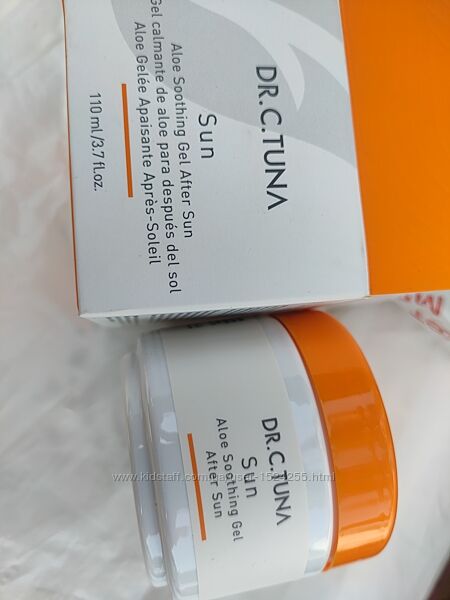 DR.C.TUNA
Sun
Aloe Soothing Gel After Sun
Gel calmante de aloe para después del sol
Aloe Gelée Apaisante Après-Soleil
110 ml/3.7 fl.oz.
DR.C.TUNA
Sun
Aloe Soothing Gel
After Sun